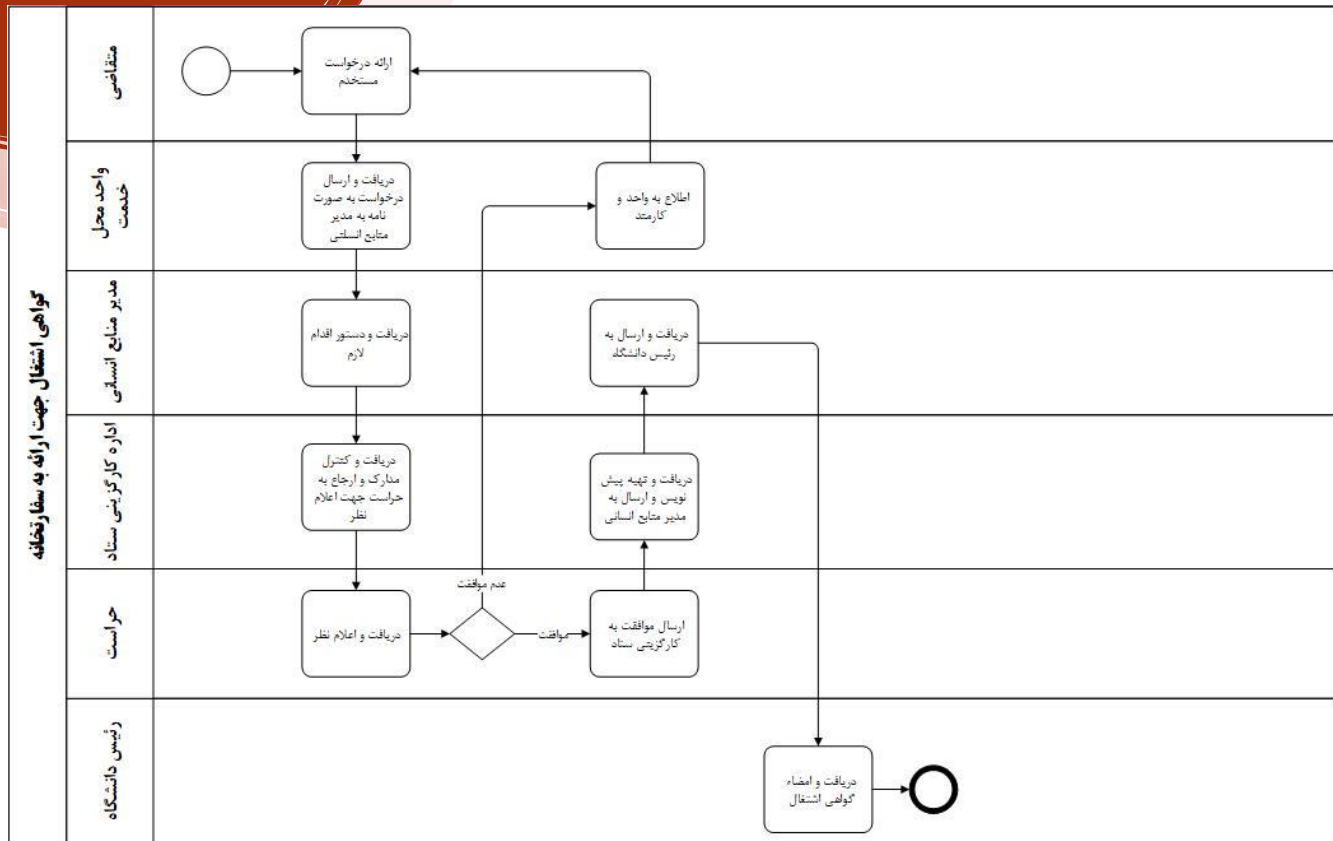 گواهی اشتغال جهت ارائه به سفارتخانه
متقاضی
ارائه درخواست
مستخدم
واحد محل
خدمت
دریافت و ارسال
درخواست به صورت
نامه به مدیر
منابع انسانی
اطلاع به واحد و
کارمند
مدیر منابع انسانی
دریافت و دستور اقدام
لازم
دریافت و ارسال به
رئیس دانشگاه
اداره کارگزینی ستاد
دریافت و کنترل
مدارک و ارجاع به
حراست جهت اعلام
نظر
دریافت و تهیه پیش
نویس و ارسال به
مدیر منابع انسانی
حراست
دریافت و اعلام نظر
عدم موافقت
موافقت
ارسال موافقت به
کارگزینی ستاد
رئیس دانشگاه
دریافت و امضاء
گواهی اشتغال